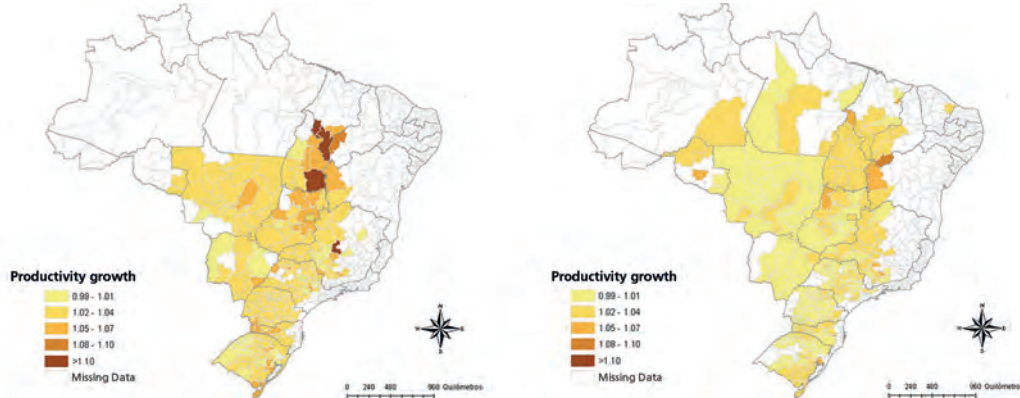 Productivity growth
0.99 - 1.01
1.02 - 1.04
1.05 - 1.07
1.08 - 1.10
>1.10
Missing Data
N
0 240 480 960 Quilômetros
Productivity growth
0.99 - 1.01
1.02 - 1.04
1.05 - 1.07
1.08 - 1.10
>1.10
Missing Data
N
0 240 480 960 Quilômetros